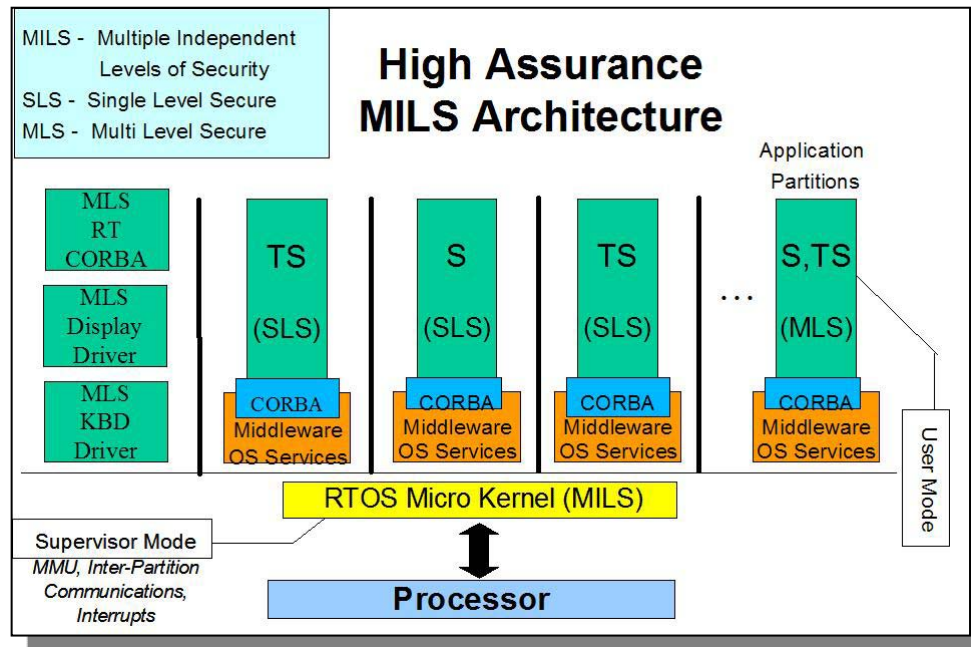 MILS - Multiple Independent
Levels of Security
SLS - Single Level Secure
MLS - Multi Level Secure
High Assurance
MILS Architecture
Application
Partitions
MLS
RT
CORBA
MLS
Display
Driver
MLS
KBD
Driver
TS
(SLS)
CORBA
Middleware
OS Services
S
(SLS)
CORBA
Middleware
OS Services
TS
(SLS)
CORBA
Middleware
OS Services
...
S,TS
(MLS)
CORBA
Middleware
OS Services
User Mode
RTOS Micro Kernel (MILS)
Supervisor Mode
MMU, Inter-Partition
Communications,
Interrupts
Processor